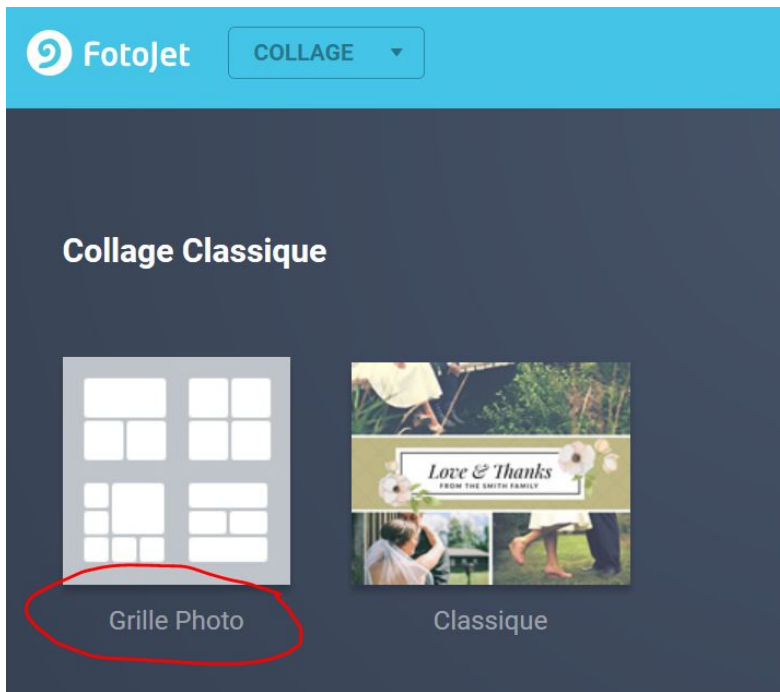 FotoJet
COLLAGE
Collage Classique
Love & Thanks
FROM THE SMITH FAMILY
Grille Photo
Classique